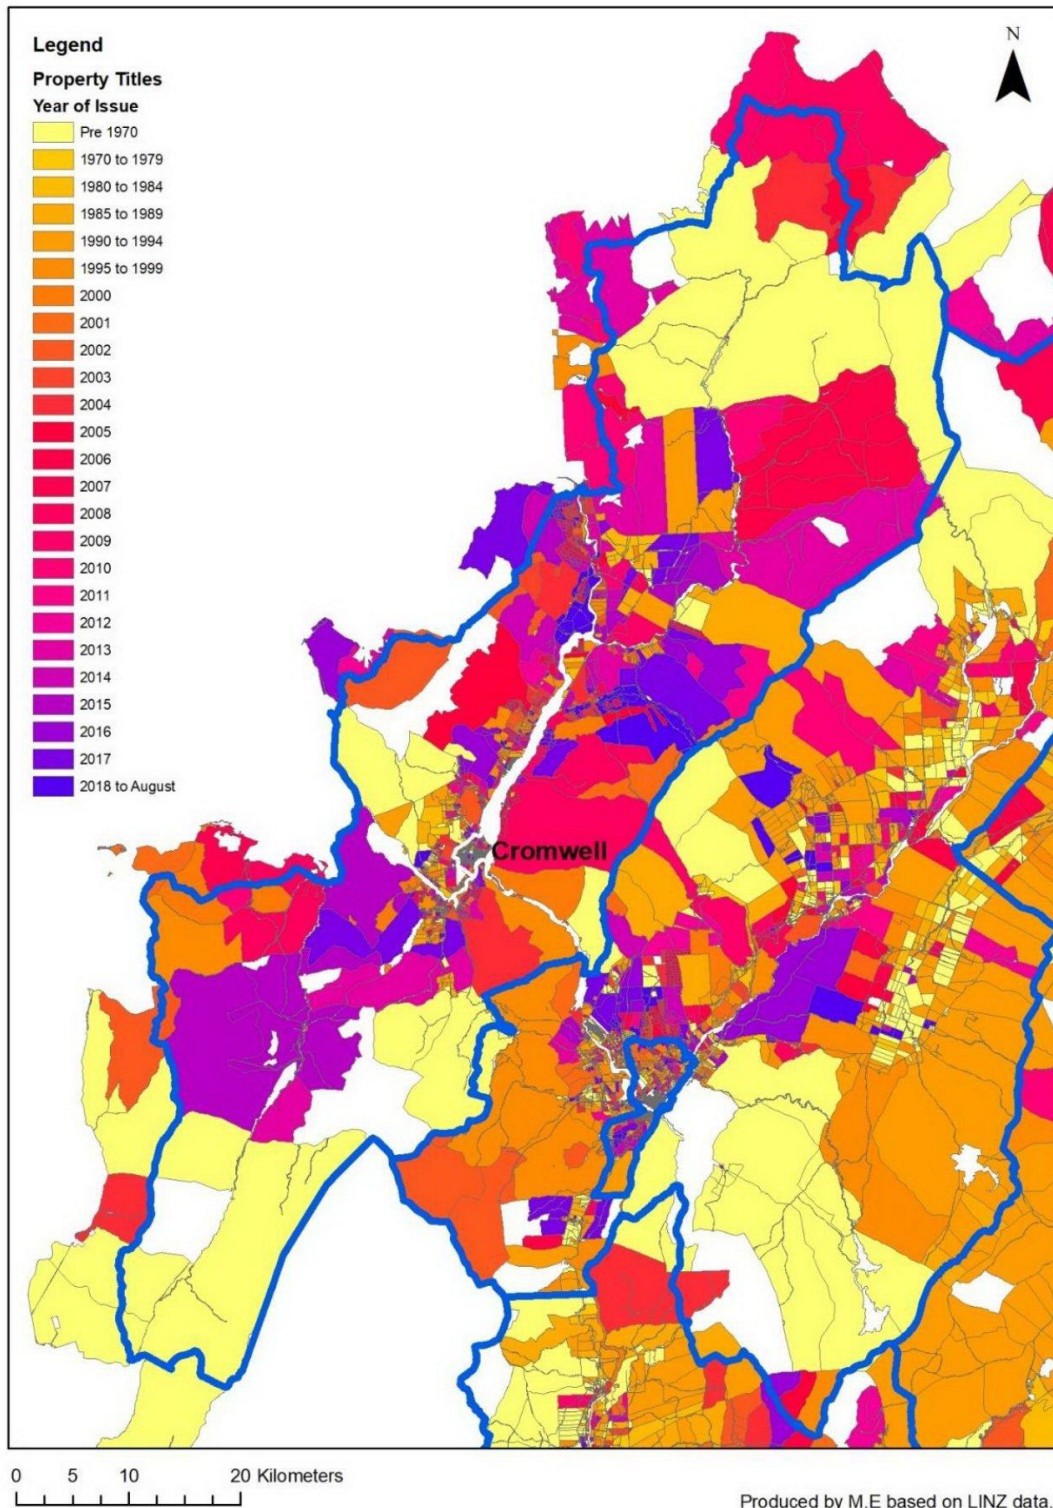 Legend
N
Property Titles
Year of Issue
Pre 1970
1970 to 1979
1980 to 1984
1985 to 1989
1990 to 1994
1995 to 1999
2000
2001
2002
2003
2004
2005
2006
2007
2008
2009
2010
2011
2012
2013
2014
2015
2016
2017
2018 to August
Cromwell
0 5 10 20 Kilometers
Produced by M.E based on LINZ data.